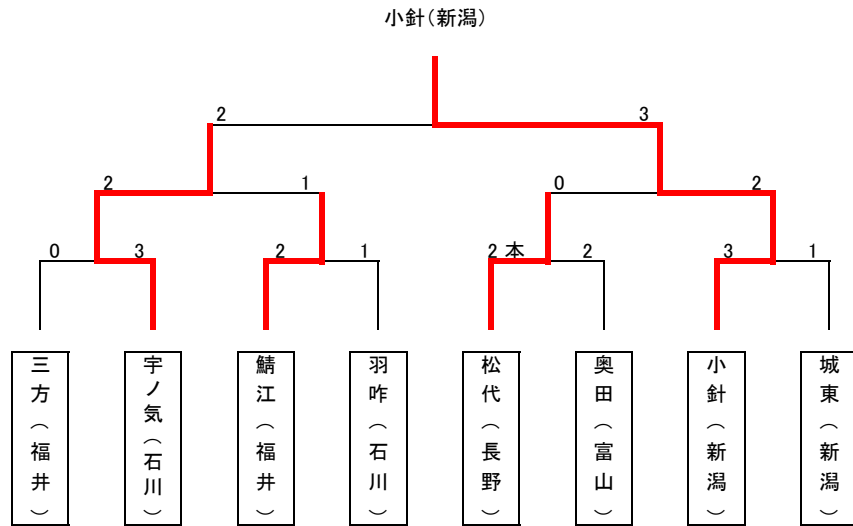 小針（新潟）
2
3
2
1
0
2
0
3
2
1
2 本
2
3
1
三方（福井）
宇ノ気（石川）
鯖江（福井）
羽咋（石川）
松代（長野）
奥田（富山）
小針（新潟）
城東（新潟）